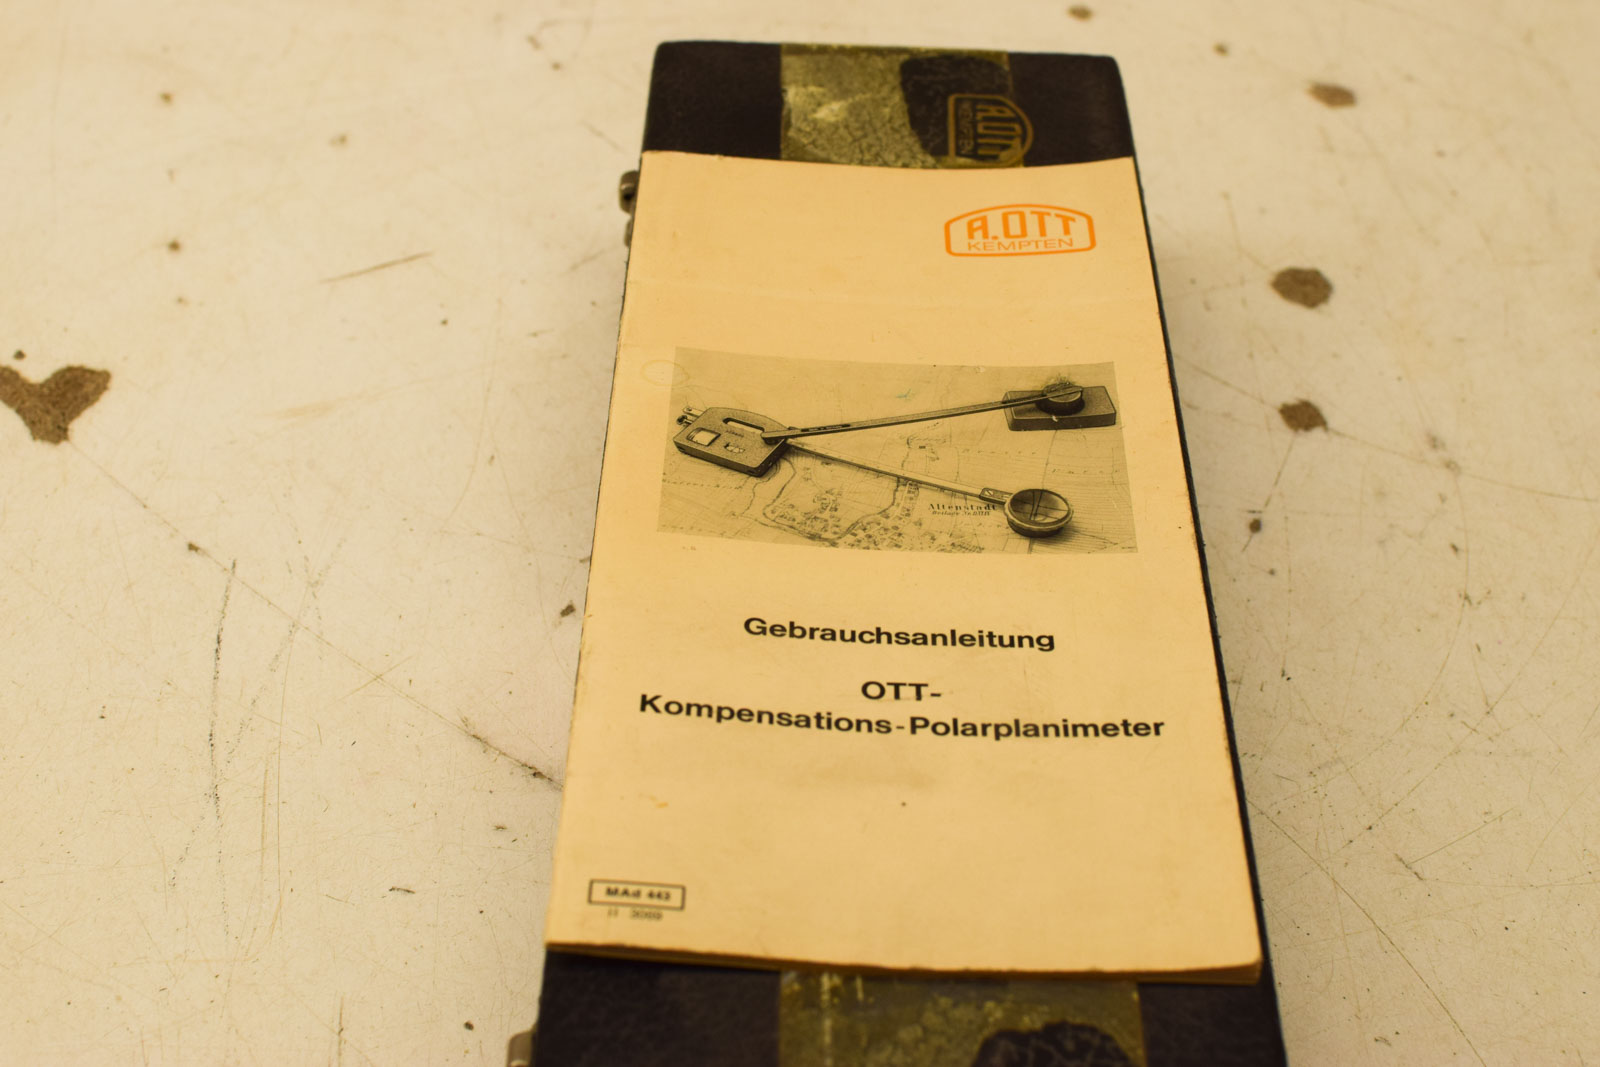 A.OTT
KEMPTEN
A.OTT
KEMPTEN
Altenstadt
Gebrauchsanleitung
OTT-
Kompensations-Polarplanimeter
MAd 443